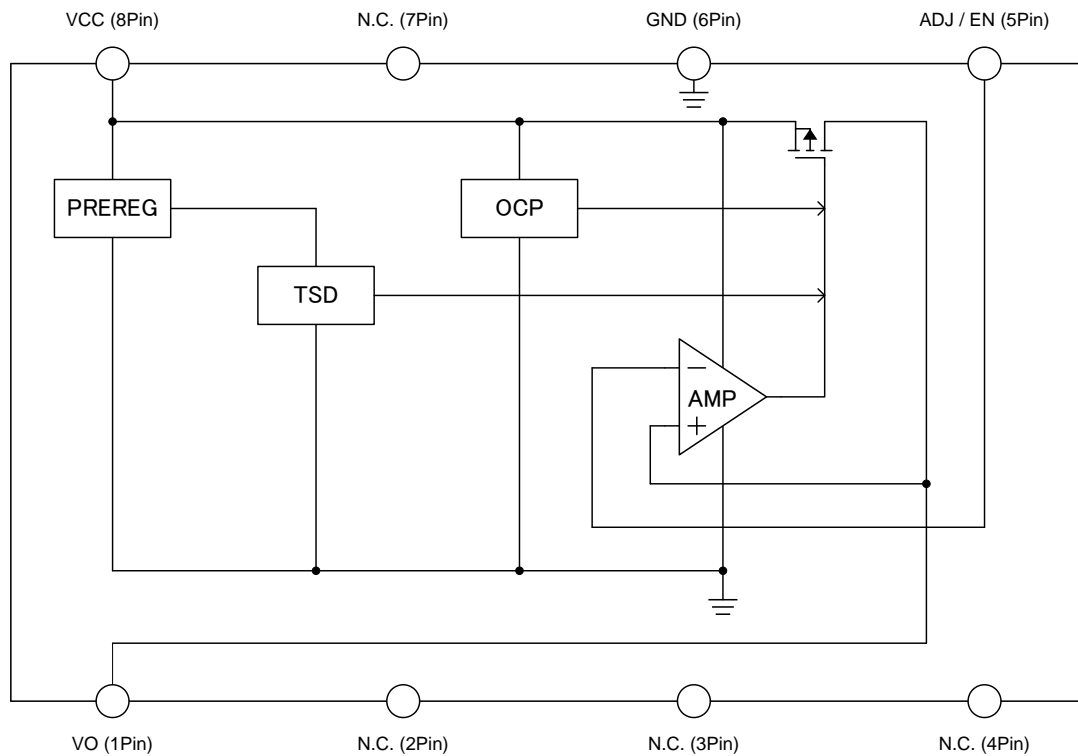 VCC (8Pin)
N.C. (7Pin)
GND (6Pin)
ADJ / EN (5Pin)
PREREG
OCP
TSD
−
AMP
+
VO (1Pin)
N.C. (2Pin)
N.C. (3Pin)
N.C. (4Pin)